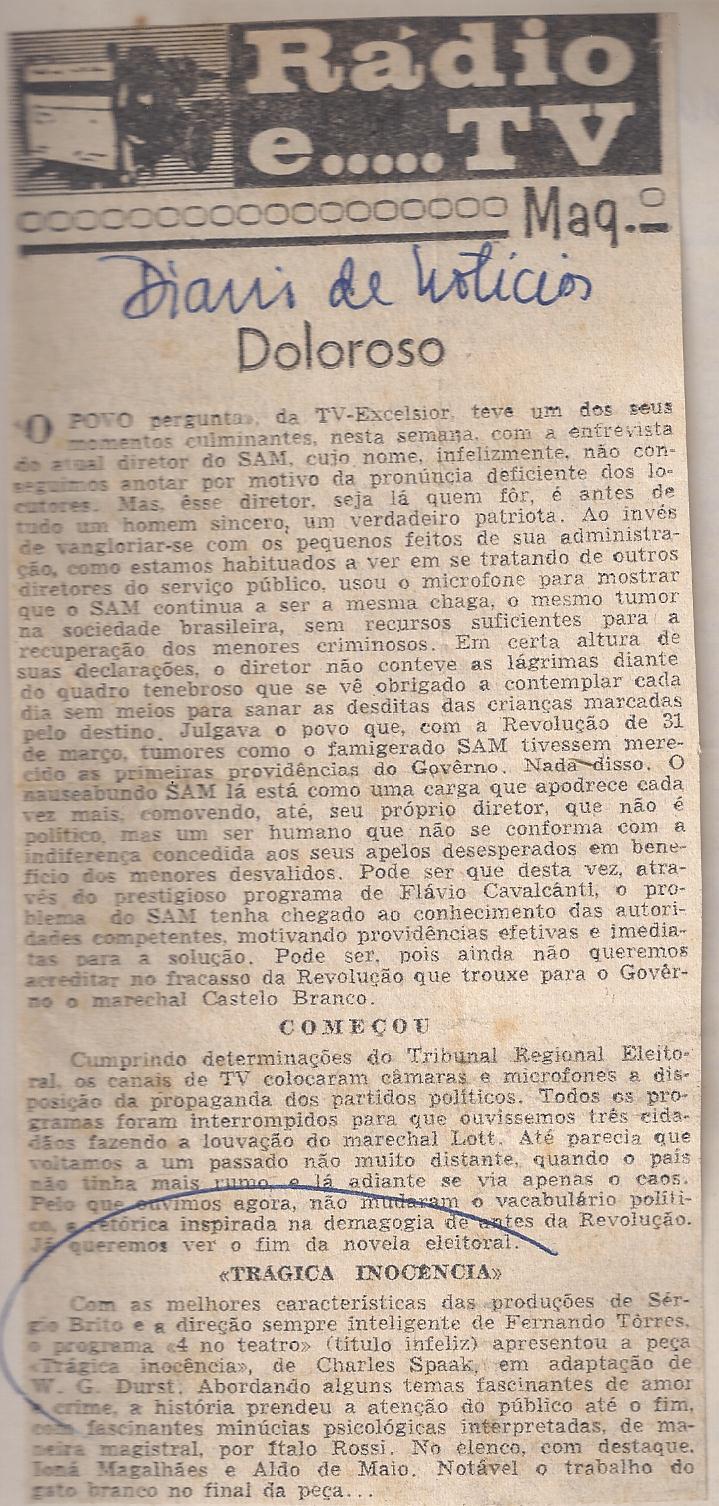 Rádio
e.....TV
Mag.º
Diario de Notícias
Doloroso
«O POVO pergunta», da TV-Excelsior, teve um dos seus
momentos culminantes, nesta semana, com a entrevista
do atual diretor do SAM, cujo nome, infelizmente, não con-
seguimos anotar por motivo da pronúncia deficiente dos lo-
cutores. Mas, êsse diretor, seja lá quem fôr, é antes de
tudo um homem sincero, um verdadeiro patriota. Ao invés
de vangloriar-se com os pequenos feitos de sua administra-
ção, como estamos habituados a ver em se tratando de outros
diretores do serviço público, usou o microfone para mostrar
que o SAM continua a ser a mesma chaga, o mesmo tumor
na sociedade brasileira, sem recursos suficientes para a
recuperação dos menores criminosos. Em certa altura de
suas declarações, o diretor não conteve as lágrimas diante
do quadro tenebroso que se vê obrigado a contemplar cada
dia sem meios para sanar as desditas das crianças marcadas
pelo destino. Julgava o povo que, com a Revolução de 31
de março, tumores como o famigerado SAM tivessem mere-
cido as primeiras providências do Govêrno. Nada disso. O
nauseabundo SAM lá está como uma carga que apodrece cada
vez mais, comovendo, até, seu próprio diretor, que não é
político, mas um ser humano que não se conforma com a
indiferença concedida aos seus apelos desesperados em bene-
fício dos menores desvalidos. Pode ser que desta vez, atra-
vés do prestigioso programa de Flávio Cavalcânti, o pro-
blema do SAM tenha chegado ao conhecimento das autori-
dades competentes, motivando providências efetivas e imedia-
tas para a solução. Pode ser, pois ainda não queremos
acreditar no fracasso da Revolução que trouxe para o Govêr-
no o marechal Castelo Branco.
COMEÇOU
Cumprindo determinações do Tribunal Regional Eleito-
ral, os canais de TV colocaram câmaras e microfones a dis-
posição da propaganda dos partidos políticos. Todos os pro-
gramas foram interrompidos para que ouvíssemos três cida-
dãos fazendo a louvação do marechal Lott. Até parecia que
voltamos a um passado não muito distante, quando o país
não tinha mais rumo, e lá adiante se via apenas o caos.
Pelo que ouvimos agora, não mudaram o vacabulário políti-
co, a retórica inspirada na demagogia de antes da Revolução.
Já queremos ver o fim da novela eleitoral.
«TRÁGICA INOCÊNCIA»
Com as melhores características das produções de Sér-
gio Brito e a direção sempre inteligente de Fernando Tôrres,
o programa «4 no teatro» (título infeliz) apresentou a peça
«Trágica inocência», de Charles Spaak, em adaptação de
W. G. Durst. Abordando alguns temas fascinantes de amor
e crime, a história prendeu a atenção do público até o fim,
com fascinantes minúcias psicológicas interpretadas, de ma-
neira magistral, por Ítalo Rossi. No elenco, com destaque,
Ioná Magalhães e Aldo de Maio. Notável o trabalho do
gato branco no final da peça...